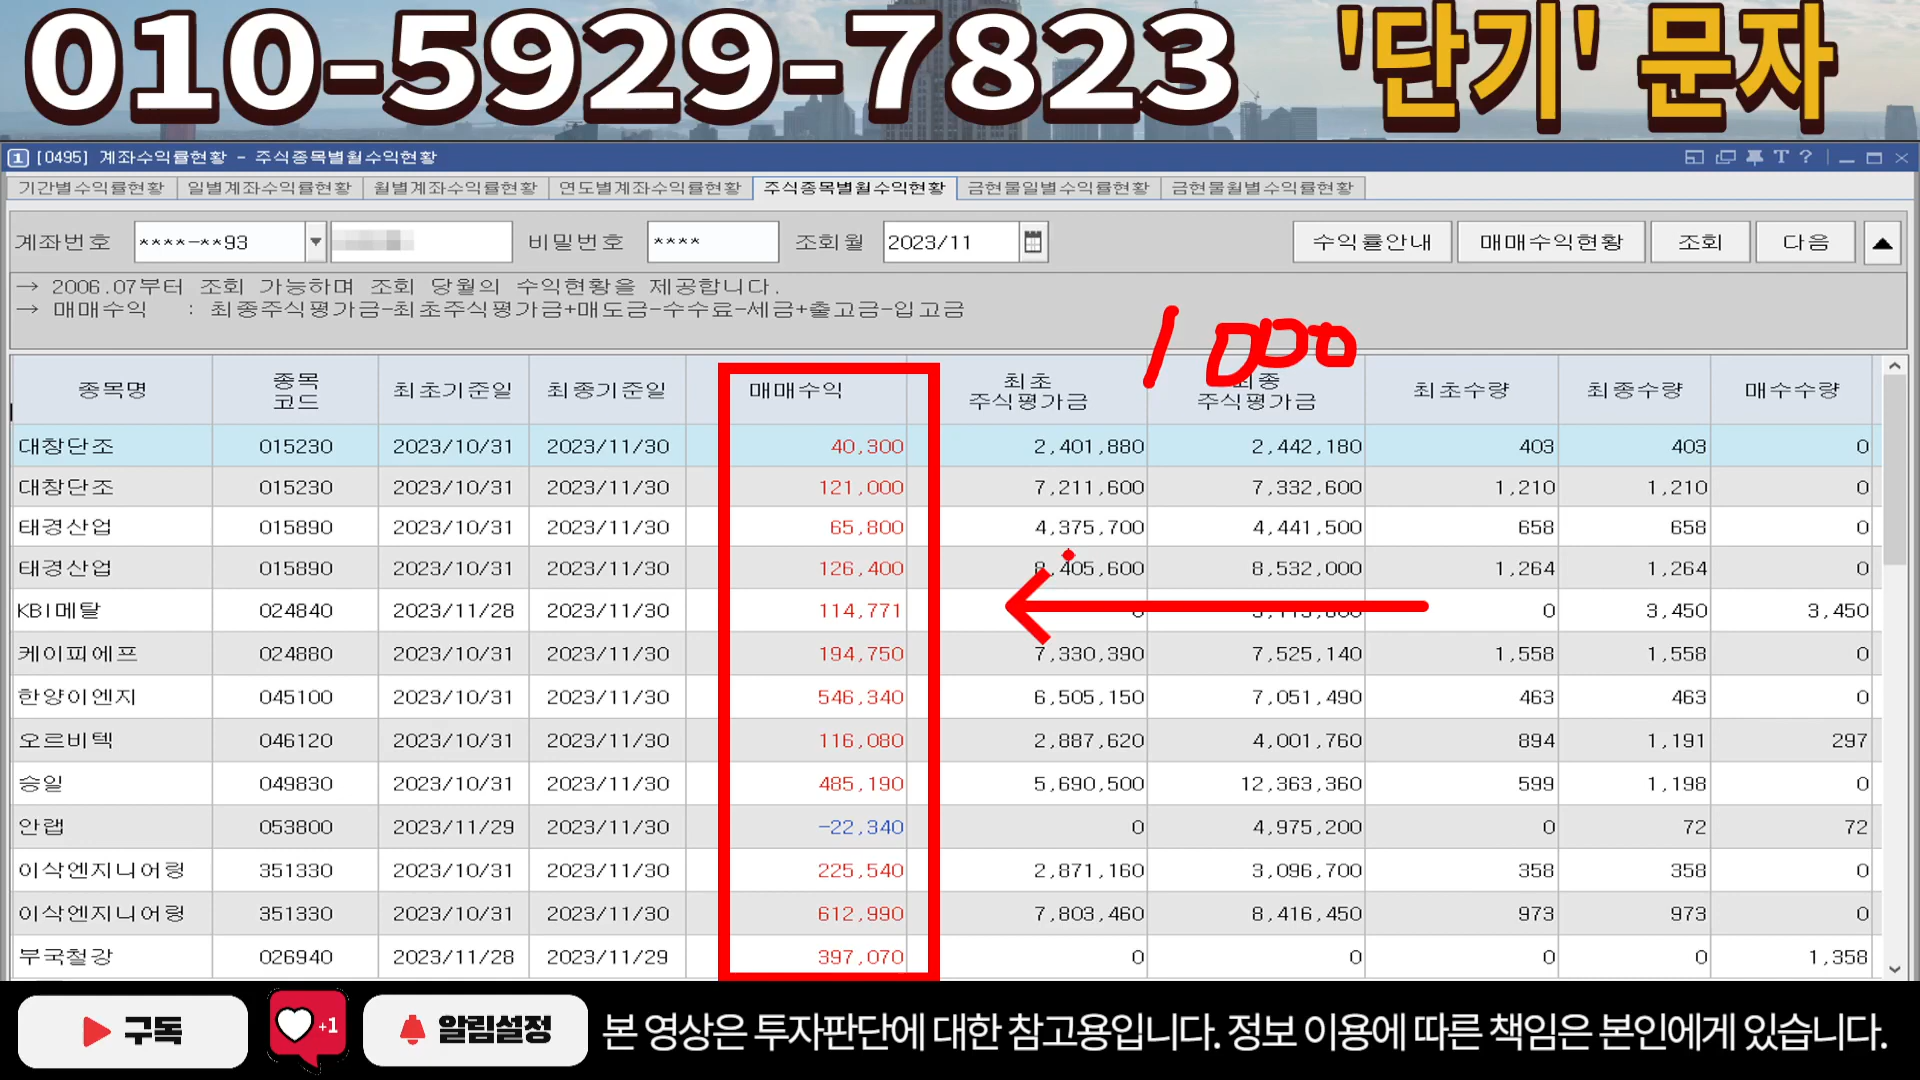 010-5929-7823 '단기' 문자
1 [0495] 계좌수익률현황 - 주식종목별월수익현황
기간별수익률현황 일별계좌수익률현황 월별계좌수익률현황 연도별계좌수익률현황 주식종목별월수익현황 금현물일별수익률현황 금현물월별수익률현황
계좌번호 ****-**93 비밀번호 **** 조회월 2023/11 수익률안내 매매수익현황 조회 다음
→ 2006.07부터 조회 가능하며 조회 당월의 수익현황을 제공합니다.
→ 매매수익 : 최종주식평가금-최초주식평가금+매도금-수수료-세금+출고금-입고금
1000
종목명 종목코드 최초기준일 최종기준일 매매수익 최초주식평가금 최종주식평가금 최초수량 최종수량 매수수량
대창단조 015230 2023/10/31 2023/11/30 40,300 2,401,880 2,442,180 403 403 0
대창단조 015230 2023/10/31 2023/11/30 121,000 7,211,600 7,332,600 1,210 1,210 0
태경산업 015890 2023/10/31 2023/11/30 65,800 4,375,700 4,441,500 658 658 0
태경산업 015890 2023/10/31 2023/11/30 126,400 8,405,600 8,532,000 1,264 1,264 0
KBI메탈 024840 2023/11/28 2023/11/30 114,771 0 0 3,450 3,450
케이피에프 024880 2023/10/31 2023/11/30 194,750 7,330,390 7,525,140 1,558 1,558 0
한양이엔지 045100 2023/10/31 2023/11/30 546,340 6,505,150 7,051,490 463 463 0
오르비텍 046120 2023/10/31 2023/11/30 116,080 2,887,620 4,001,760 894 1,191 297
승일 049830 2023/10/31 2023/11/30 485,190 5,690,500 12,363,360 599 1,198 0
안랩 053800 2023/11/29 2023/11/30 -22,340 0 4,975,200 0 72 72
이삭엔지니어링 351330 2023/10/31 2023/11/30 225,540 2,871,160 3,096,700 358 358 0
이삭엔지니어링 351330 2023/10/31 2023/11/30 612,990 7,803,460 8,416,450 973 973 0
부국철강 026940 2023/11/28 2023/11/29 397,070 0 0 0 0 1,358
구독 +1 알림설정 본 영상은 투자판단에 대한 참고용입니다. 정보 이용에 따른 책임은 본인에게 있습니다.